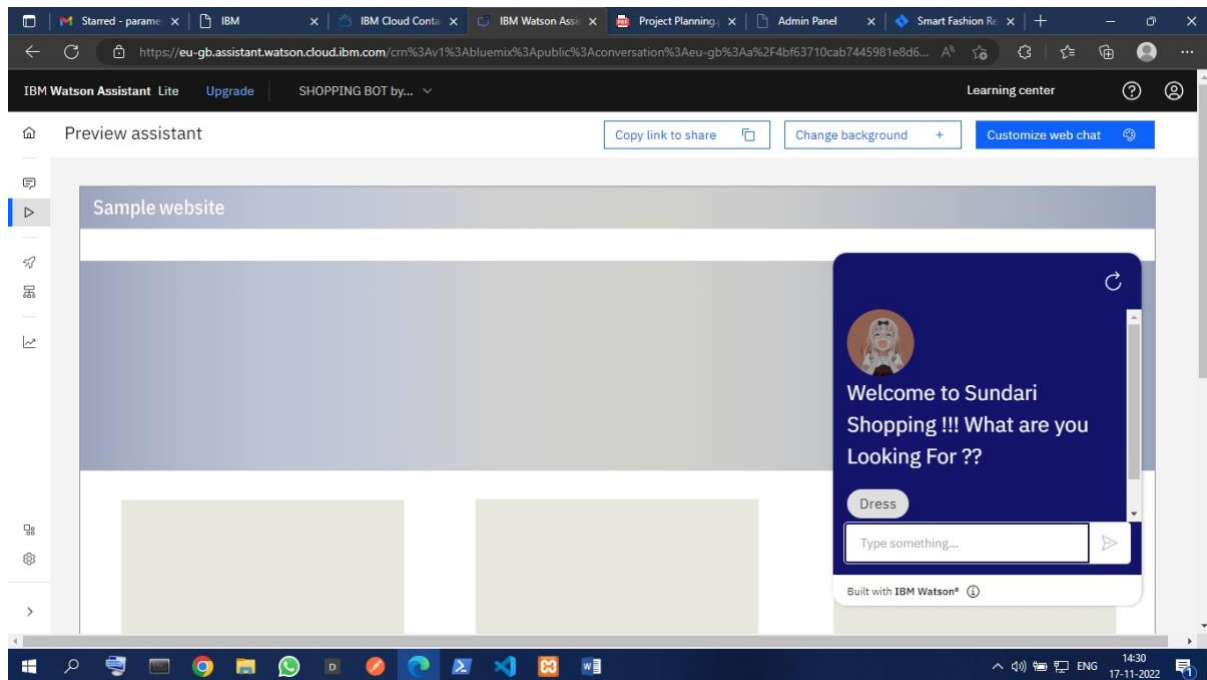 Starred - parame
IBM
IBM Cloud Conta
IBM Watson Assis
Project Planning.
Admin Panel
Smart Fashion Re
https://eu-gb.assistant.watson.cloud.ibm.com/crn%3Av1%3Abluemix%3Apublic%3Aconversation%3Aeu-gb%3Aa%2F4bf63710cab7445981e8d6...
IBM Watson Assistant Lite Upgrade SHOPPING BOT by... Learning center
Preview assistant Copy link to share Change background + Customize web chat
Sample website
Welcome to Sundari
Shopping !!! What are you
Looking For ??
Dress
Type something...
Built with IBM Watson®
ENG
14:30
17-11-2022